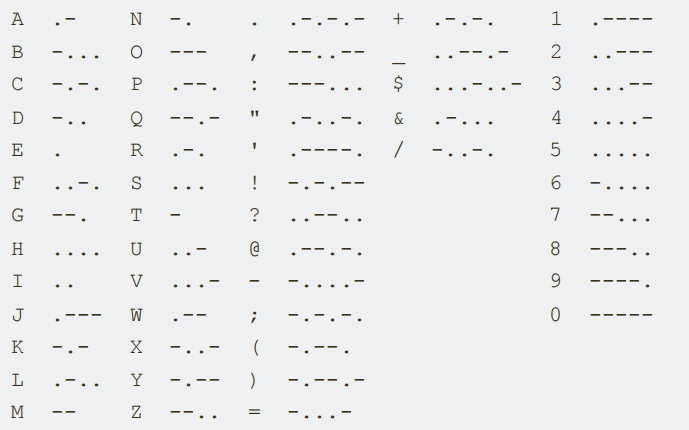 A .- N -. . .-.-.- + .-.-. 1 .----
B -... O --- , --..-- _ ..--.- 2 ..---
C -.-. P .--. : ---... $ ...-..- 3 ...--
D -.. Q --.- " .-..-. & .-... 4 ....-
E . R .-. ' .----. / -..-. 5 .....
F ..-. S ... ! -.-.-- 6 -....
G --. T - ? ..--.. 7 --...
H .... U ..- @ .--.-. 8 ---..
I .. V ...- - -....- 9 ----.
J .--- W .-- ; -.-.-. 0 -----
K -.- X -..- ( -.--.
L .-.. Y -.-- ) -.--.-
M -- Z --.. = -...-